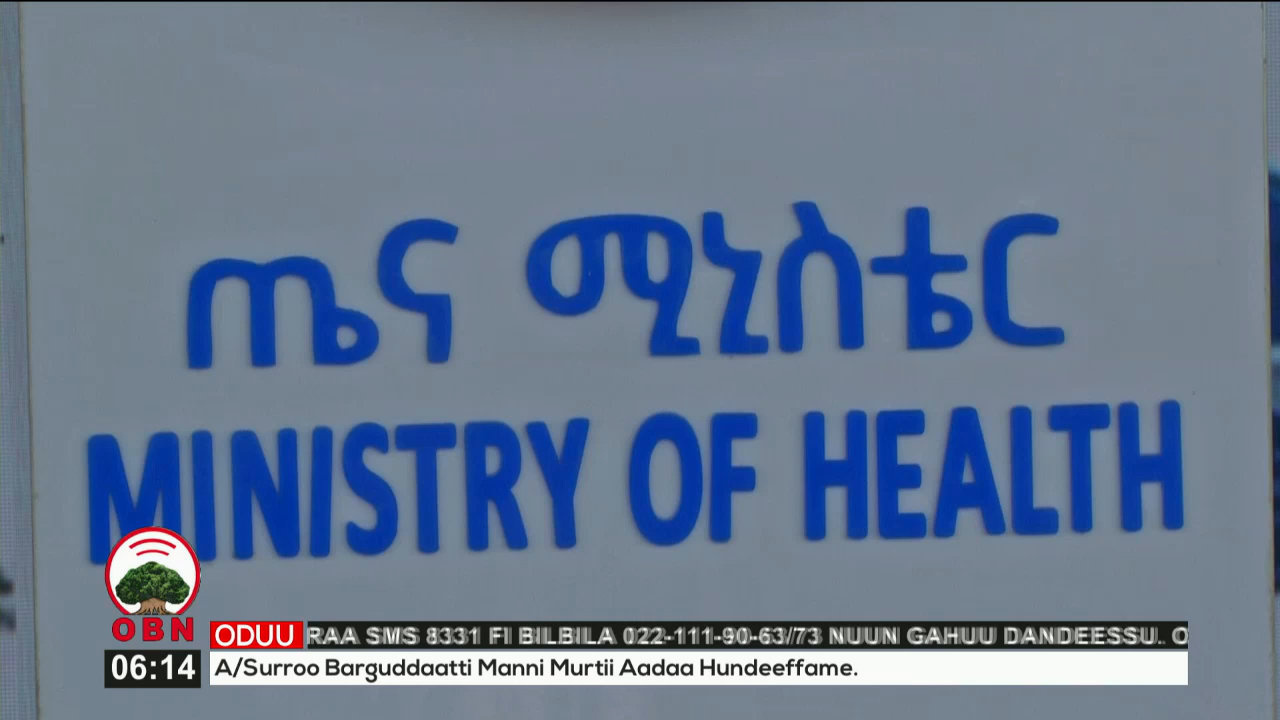 ጤና ሚኒስቴር
MINISTRY OF HEALTH
OBN
ODUU RAA SMS 8331 FI BILBILA 022-111-90-63/73 NUUN GAHUU DANDEESSU. O
06:14 A/Surroo Barguddaatti Manni Murtii Aadaa Hundeeffame.